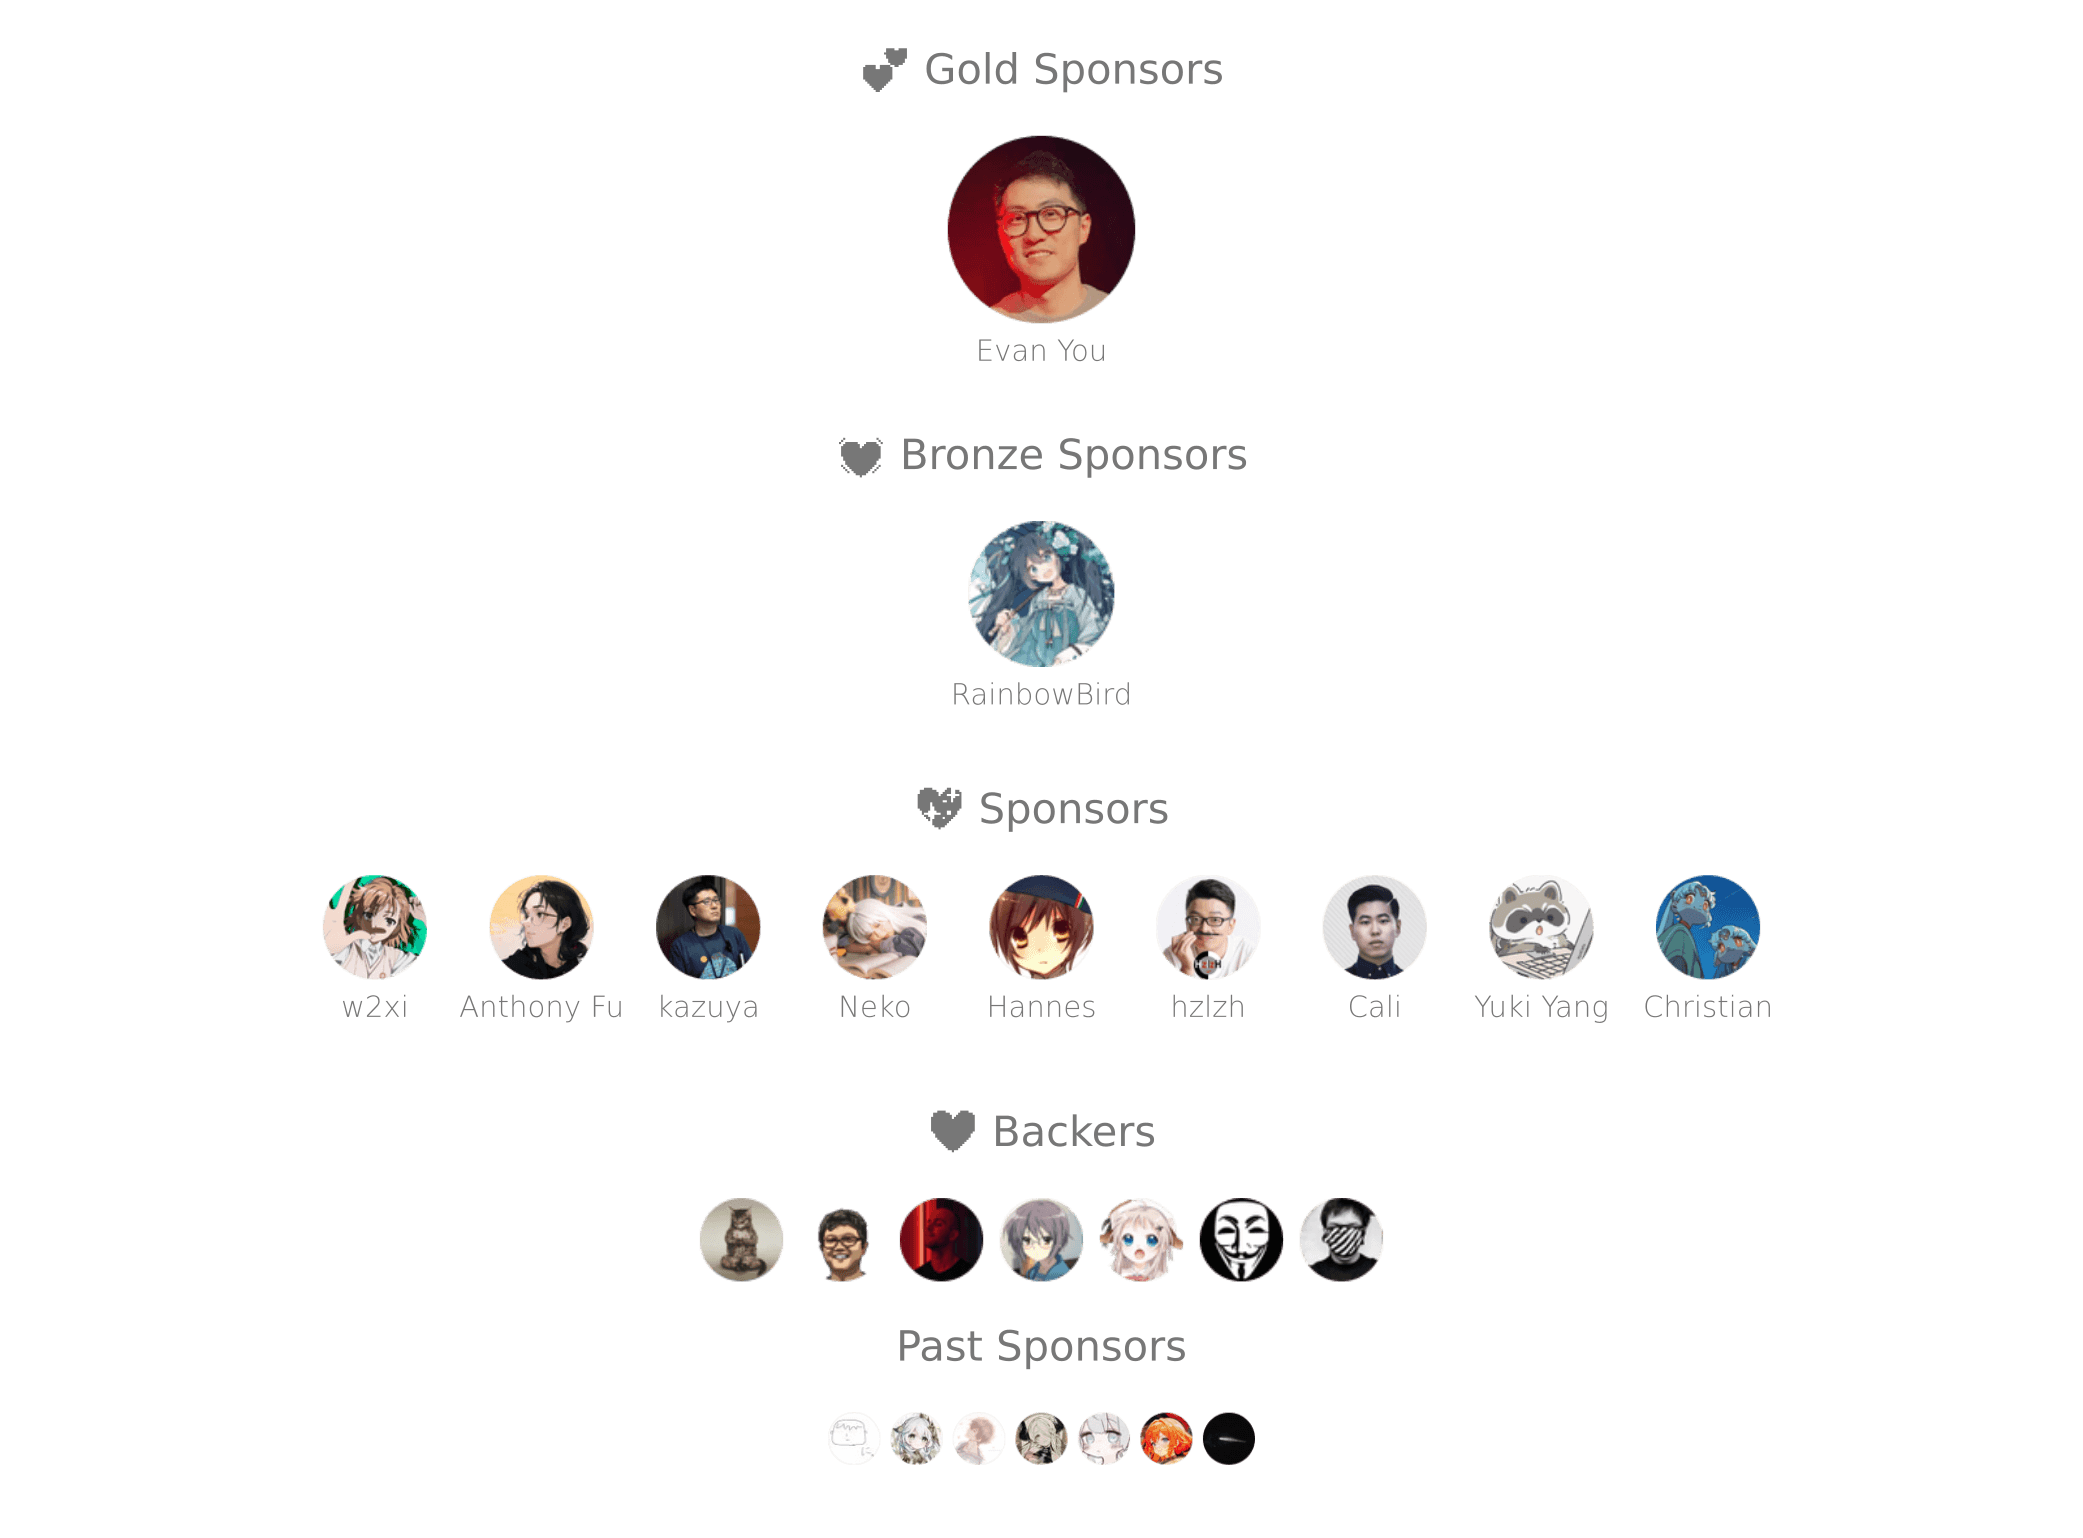 Gold Sponsors
Evan You
Bronze Sponsors
RainbowBird
Sponsors
w2xi Anthony Fu kazuya Neko Hannes hzlzh Cali Yuki Yang Christian
Backers
Past Sponsors